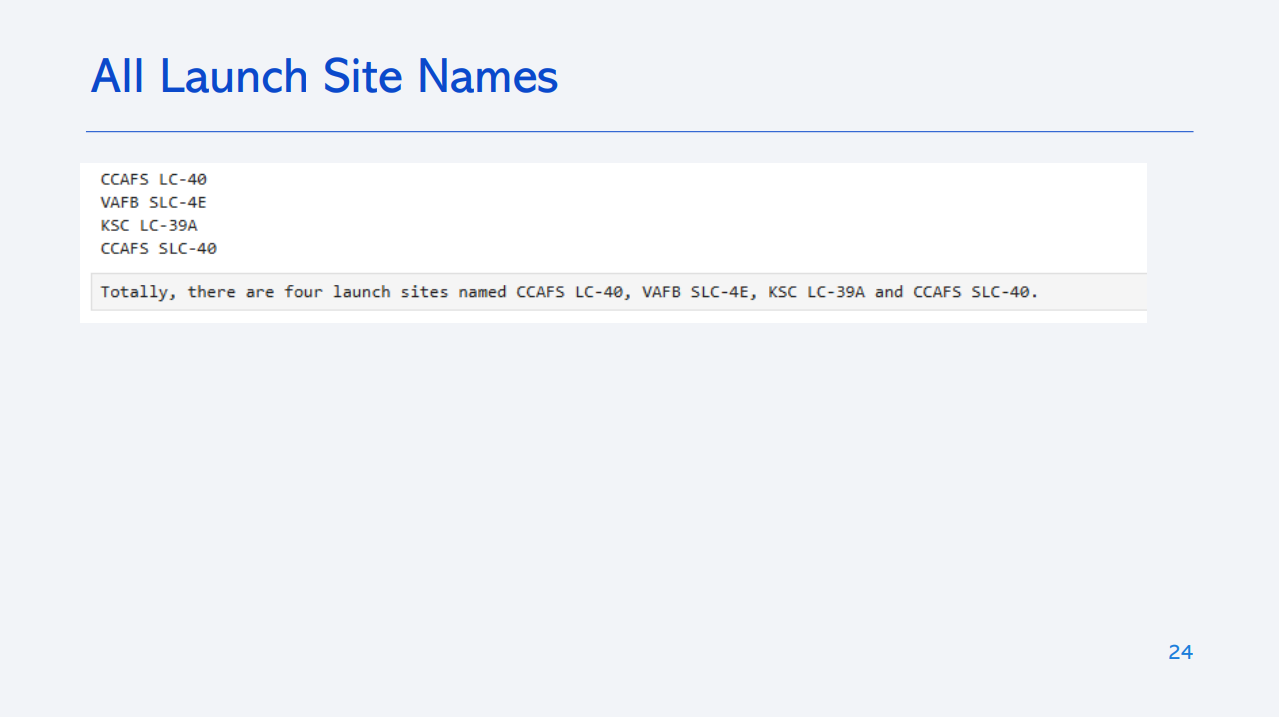 All Launch Site Names
CCAFS LC-40
VAFB SLC-4E
KSC LC-39A
CCAFS SLC-40
Totally, there are four launch sites named CCAFS LC-40, VAFB SLC-4E, KSC LC-39A and CCAFS SLC-40.
24